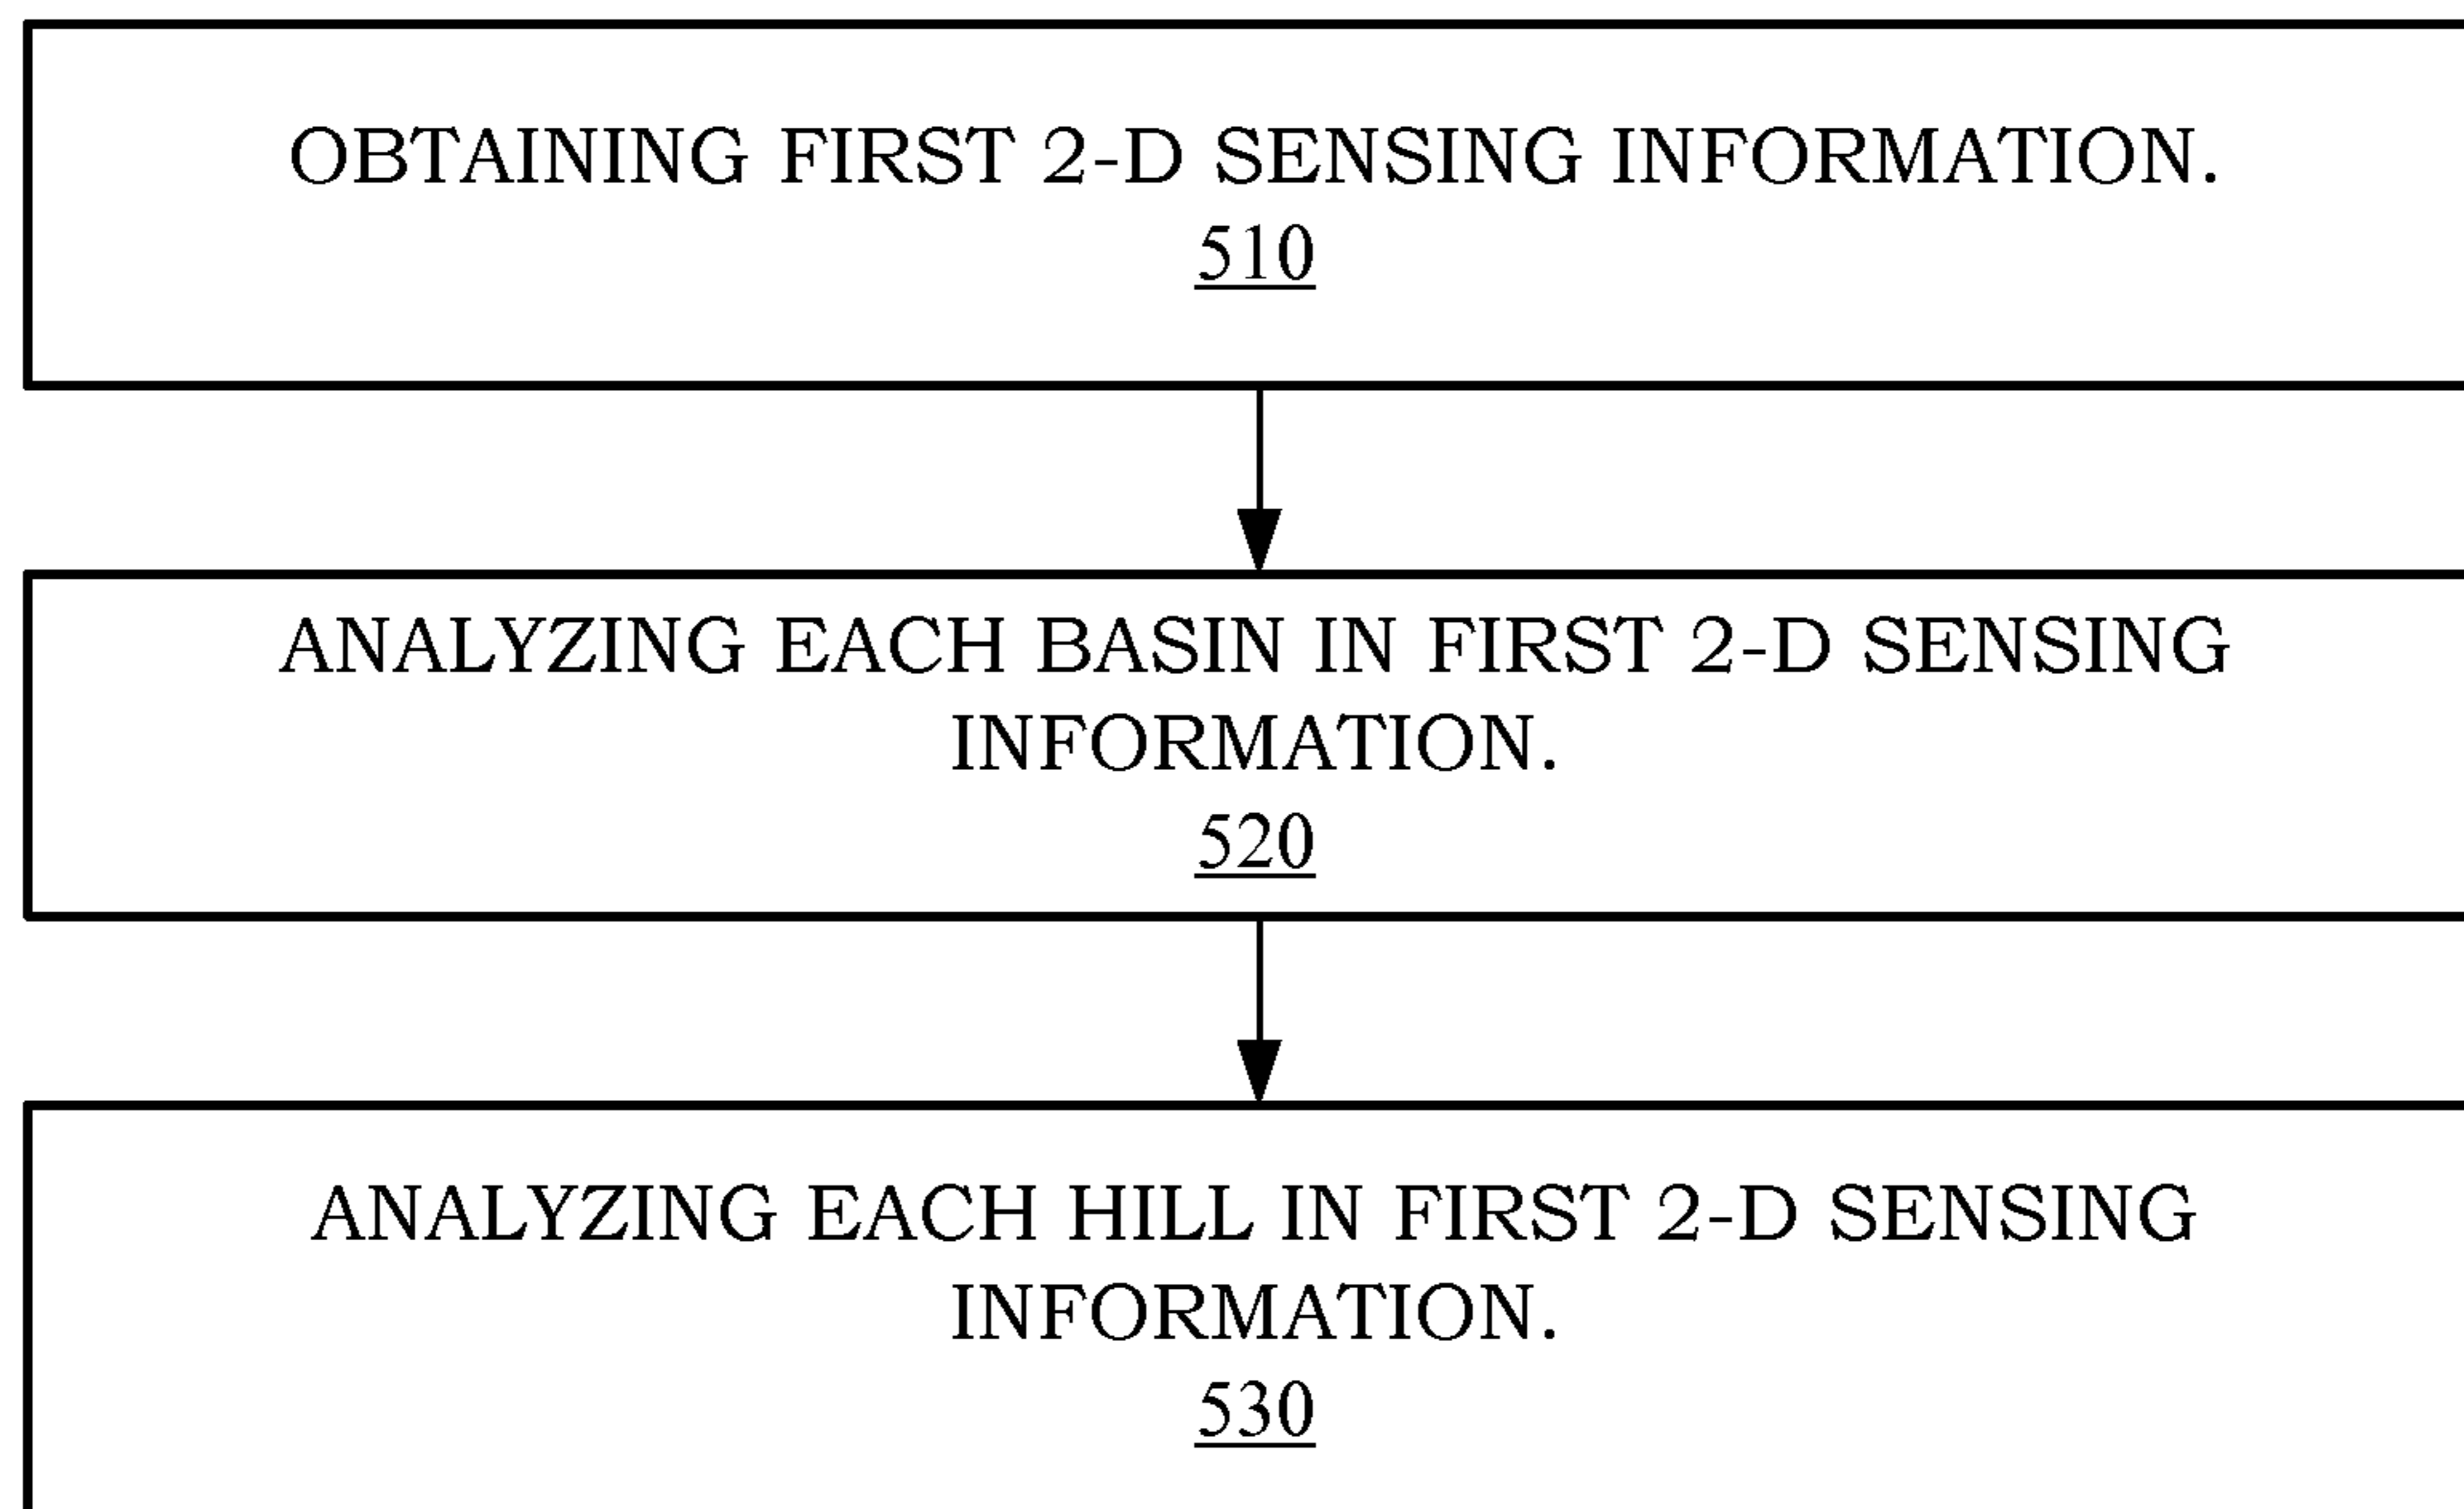 OBTAINING FIRST 2-D SENSING INFORMATION.
510
ANALYZING EACH BASIN IN FIRST 2-D SENSING
INFORMATION.
520
ANALYZING EACH HILL IN FIRST 2-D SENSING
INFORMATION.
530